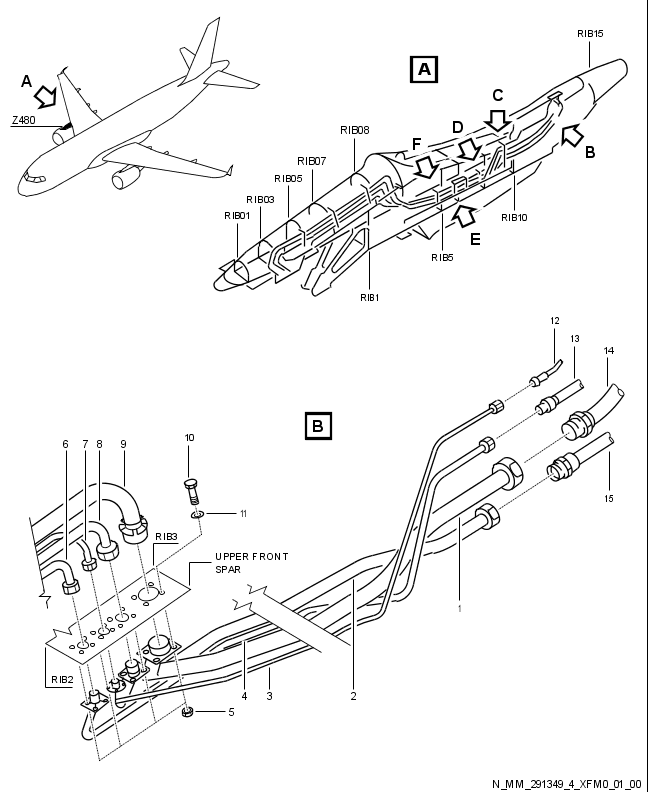 A
Z480
A
RIB15
C
D
F
B
RIB08
RIB07
RIB05
RIB03
RIB01
E
RIB10
RIB5
RIB1
B
12
13
14
15
6
7
8
9
10
11
RIB3
UPPER FRONT
SPAR
1
RIB2
4
3
2
5
N_MM_291349_4_XFM0_01_00